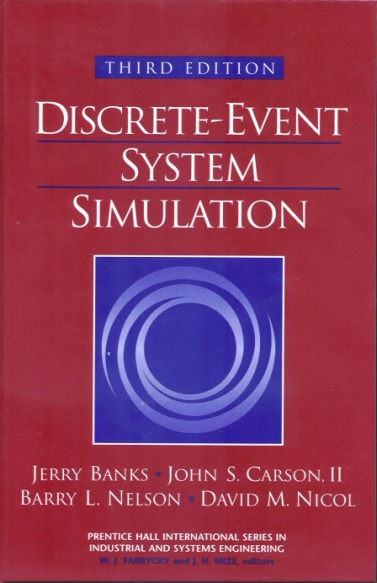 THIRD EDITION
DISCRETE-EVENT
SYSTEM
SIMULATION
JERRY BANKS • JOHN S. CARSON, II
BARRY L. NELSON • DAVID M. NICOL
PRENTICE HALL INTERNATIONAL SERIES IN
INDUSTRIAL AND SYSTEMS ENGINEERING
W. J. FABRYCKY and J. H. MIZE, editors